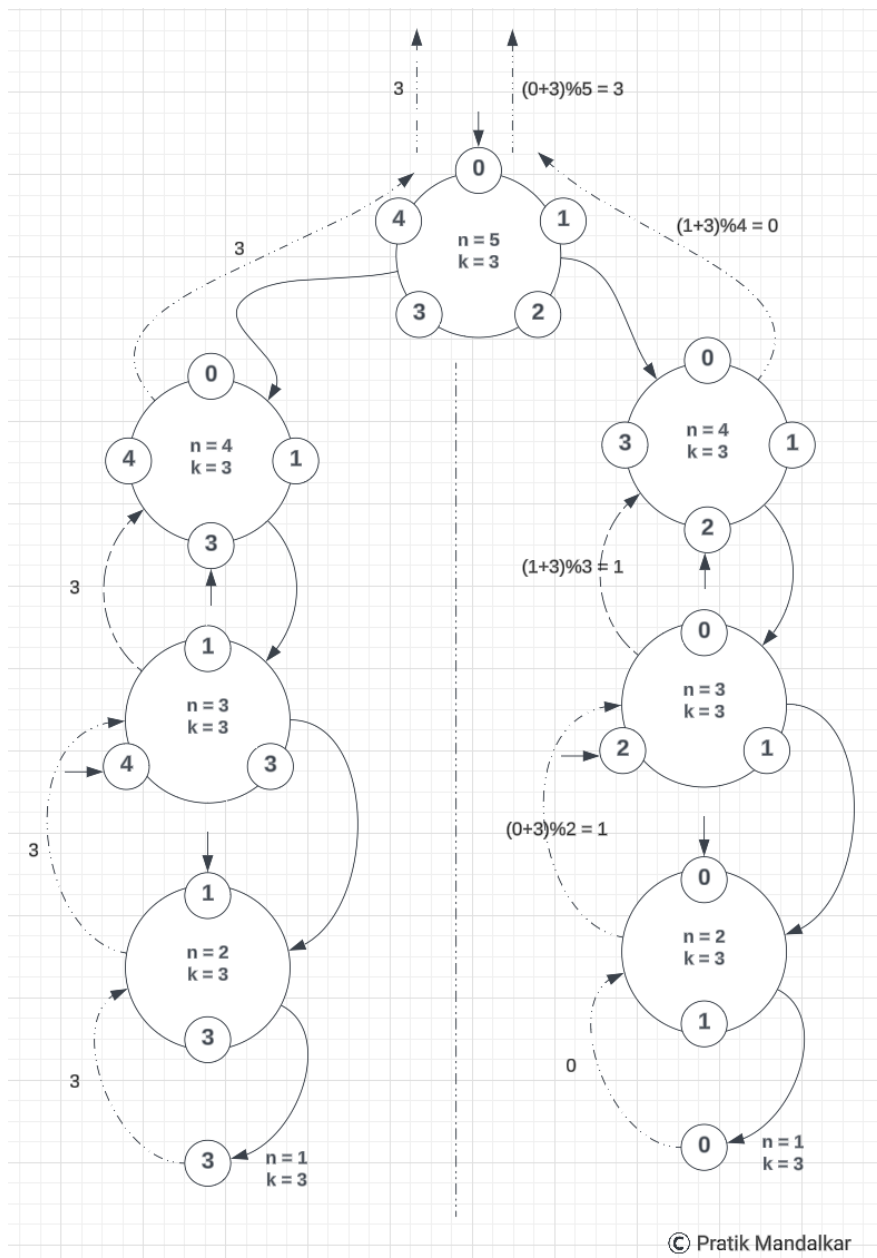 3
(0+3)%5 = 3
0
4
1
n = 5
k = 3
3
2
3
(1+3)%4 = 0
0
4
1
n = 4
k = 3
3
0
3
1
n = 4
k = 3
2
3
(1+3)%3 = 1
1
n = 3
k = 3
4
3
0
n = 3
k = 3
2
1
3
(0+3)%2 = 1
1
n = 2
k = 3
3
0
n = 2
k = 3
1
3
0
3
n = 1
k = 3
0
n = 1
k = 3
© Pratik Mandalkar